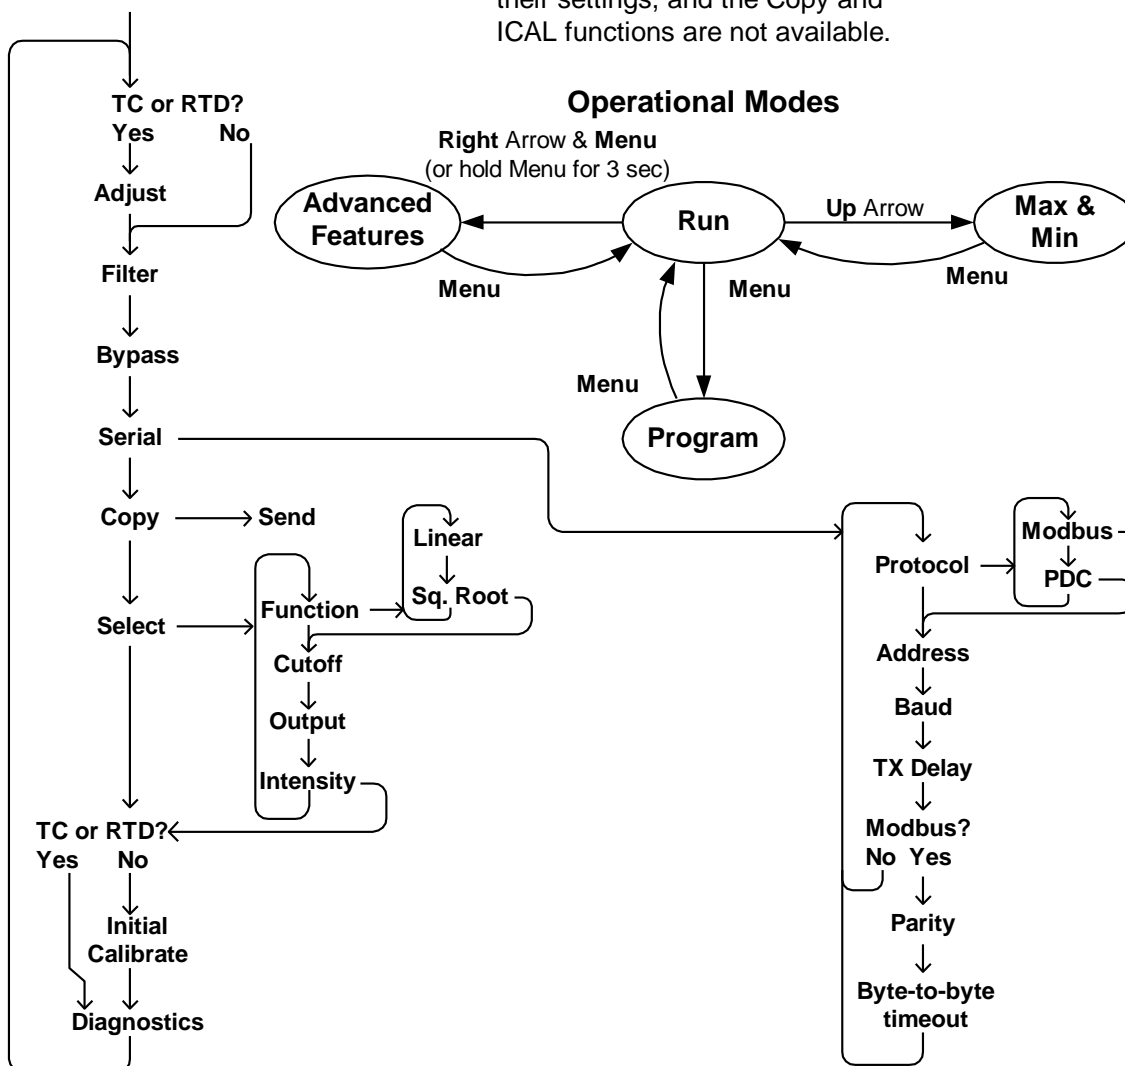 their settings, and the Copy and
ICAL functions are not available.
Operational Modes
Right Arrow & Menu
(or hold Menu for 3 sec)
Advanced
Features
Run
Up Arrow
Max &
Min
Menu
Menu
Menu
Menu
Program
TC or RTD?
Yes No
Adjust
Filter
Bypass
Serial
Copy
Send
Select
Function
Linear
Sq. Root
Cutoff
Output
Intensity
TC or RTD?
Yes No
Initial
Calibrate
Diagnostics
Protocol
Modbus
PDC
Address
Baud
TX Delay
Modbus?
No Yes
Parity
Byte-to-byte
timeout